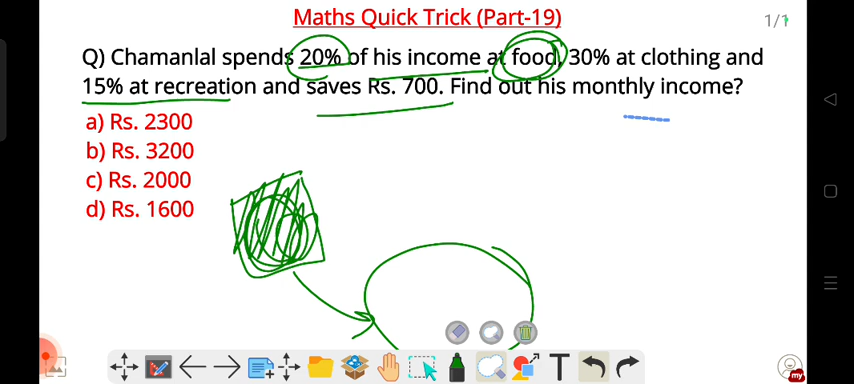 Maths Quick Trick (Part-19)
1/1
Q) Chamanlal spends 20% of his income at food, 30% at clothing and
15% at recreation and saves Rs. 700. Find out his monthly income?
a) Rs. 2300
b) Rs. 3200
c) Rs. 2000
d) Rs. 1600
T
my